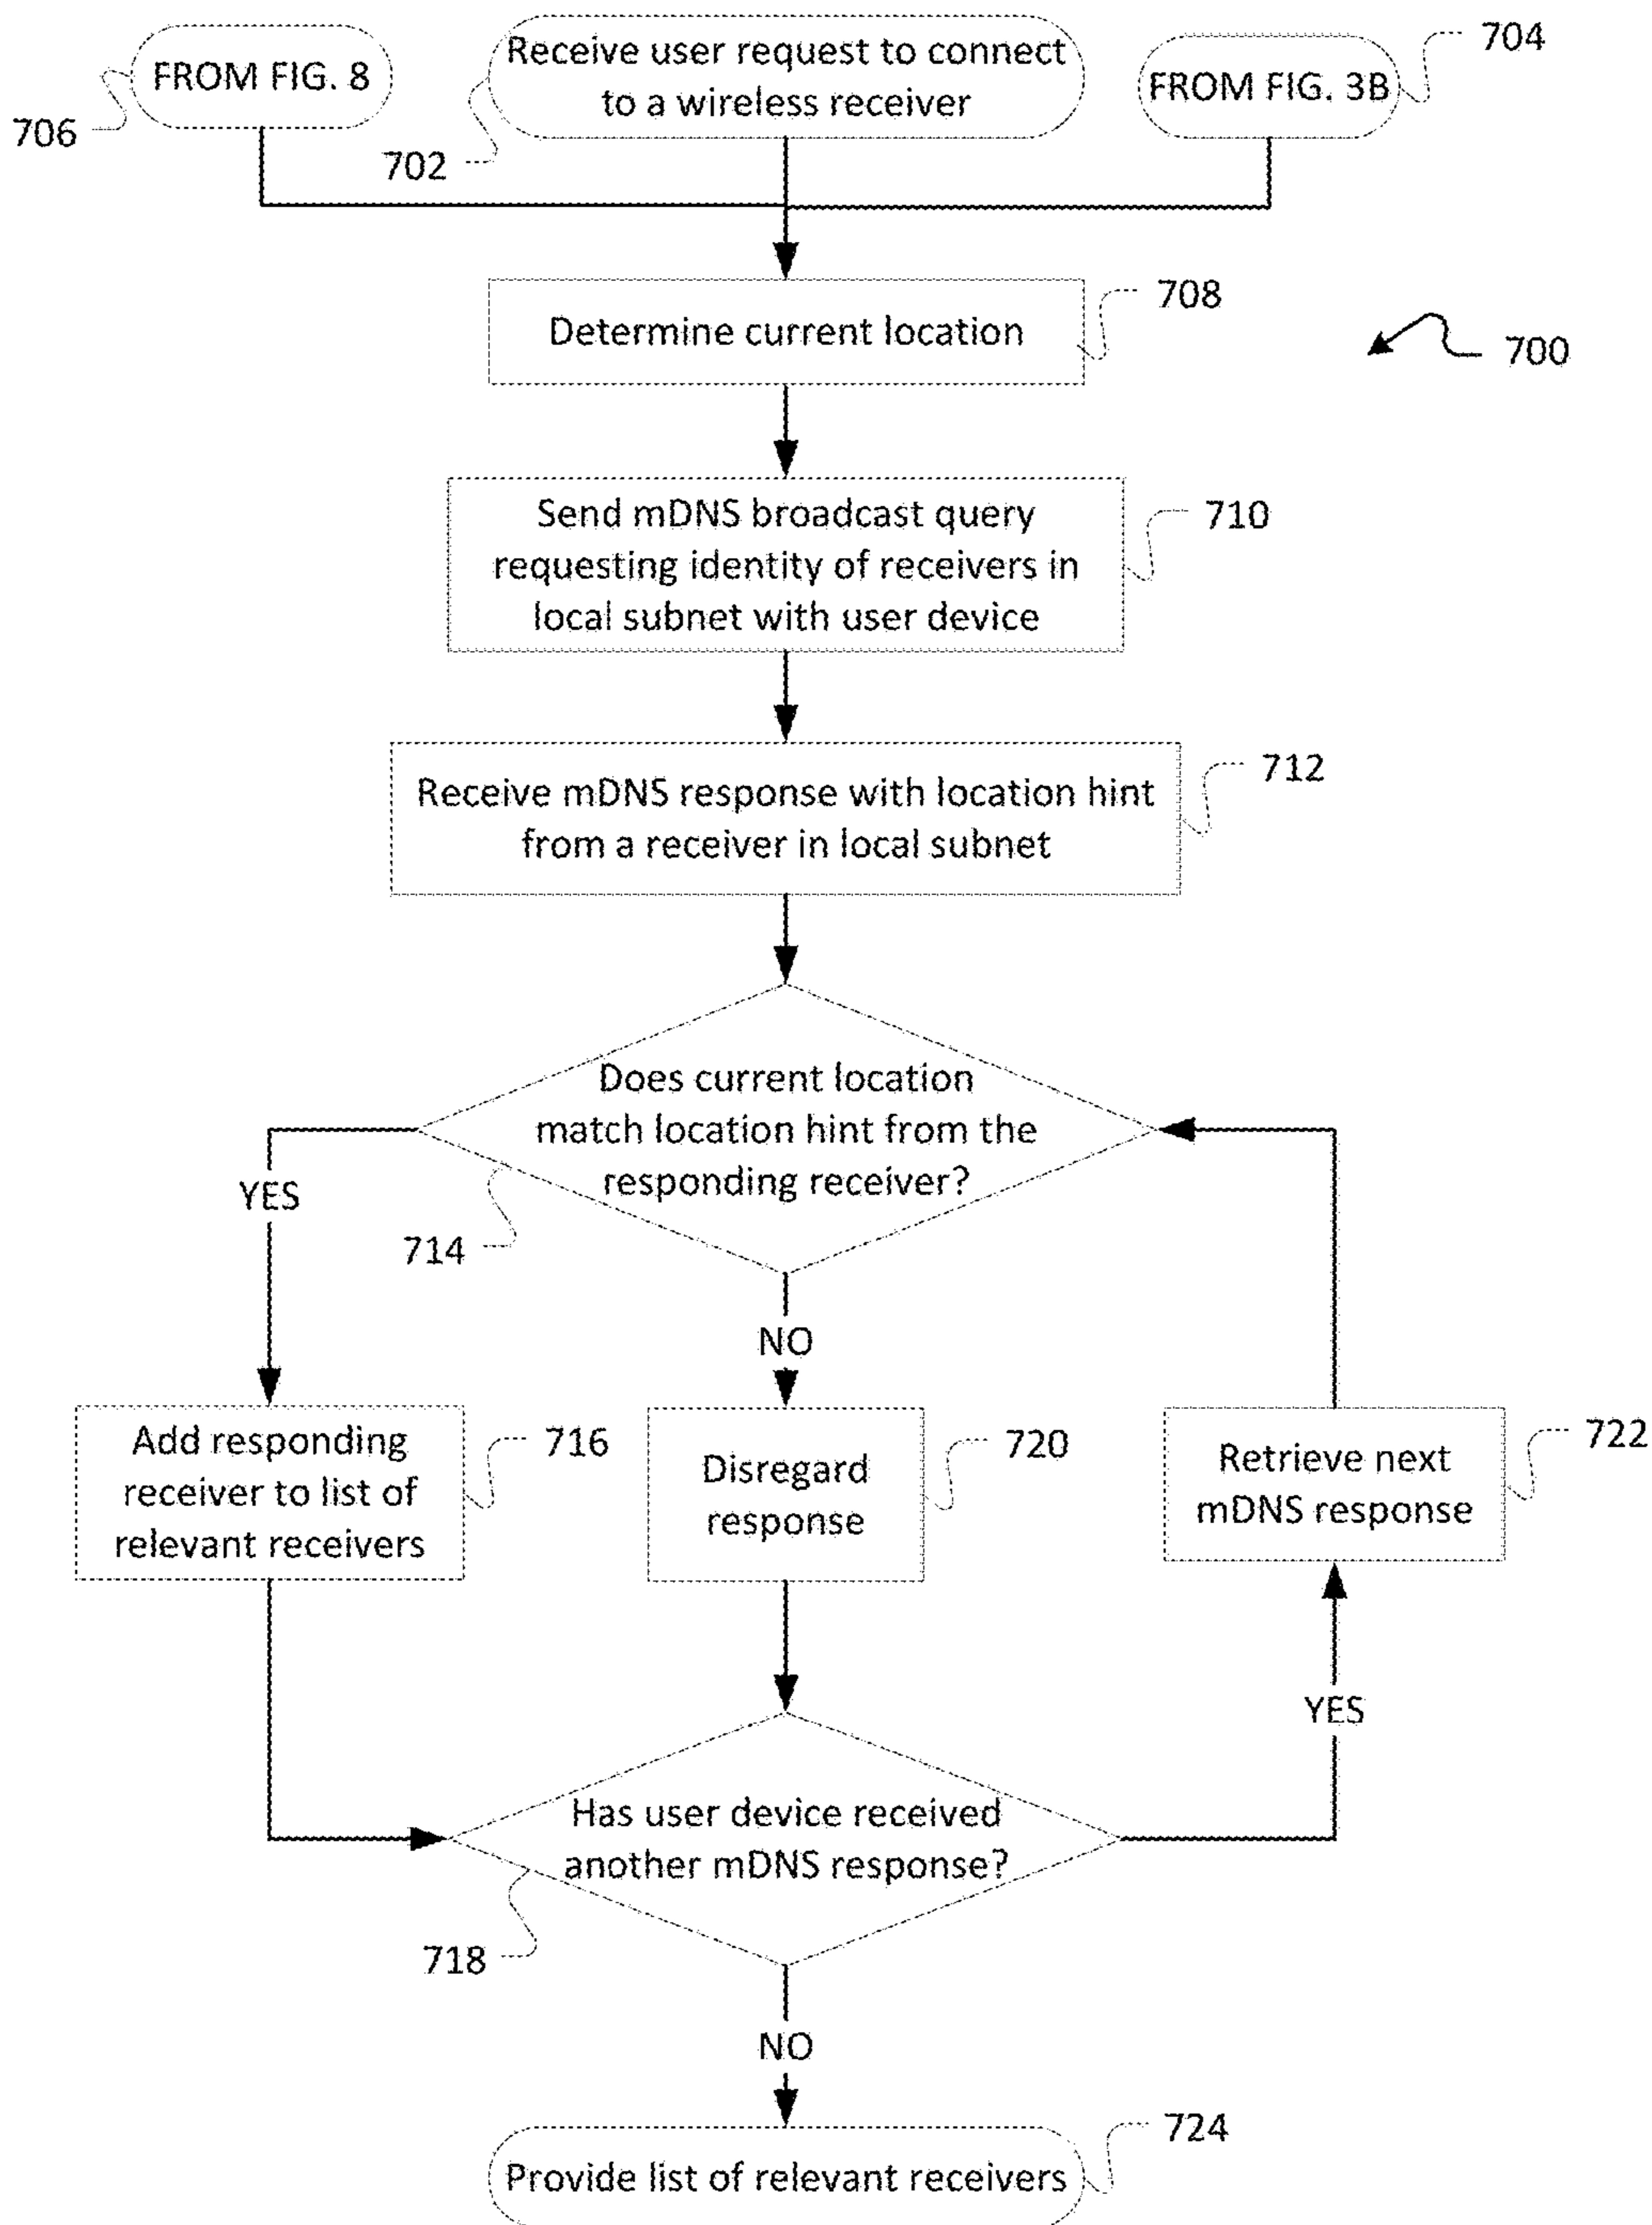 FROM FIG. 8
706
Receive user request to connect
to a wireless receiver
702
FROM FIG. 3B
704
Determine current location
708
700
Send mDNS broadcast query
requesting identity of receivers in
local subnet with user device
710
Receive mDNS response with location hint
from a receiver in local subnet
712
Does current location
match location hint from the
responding receiver?
714
YES
NO
Add responding
receiver to list of
relevant receivers
716
Disregard
response
720
Retrieve next
mDNS response
722
YES
Has user device received
another mDNS response?
718
NO
Provide list of relevant receivers
724